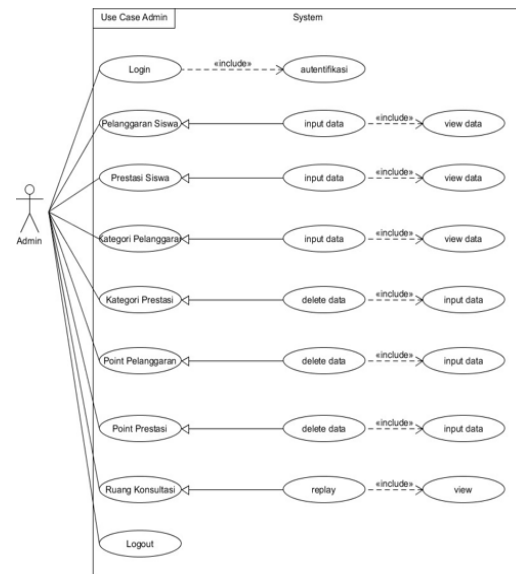 Use Case Admin
System
Login
«include»
autentifikasi
Pelanggaran Siswa
input data
«include»
view data
Prestasi Siswa
input data
«include»
view data
Admin
Kategori Pelanggaran
input data
«include»
view data
Kategori Prestasi
delete data
«include»
input data
Point Pelanggaran
delete data
«include»
input data
Point Prestasi
delete data
«include»
input data
Ruang Konsultasi
replay
«include»
view
Logout